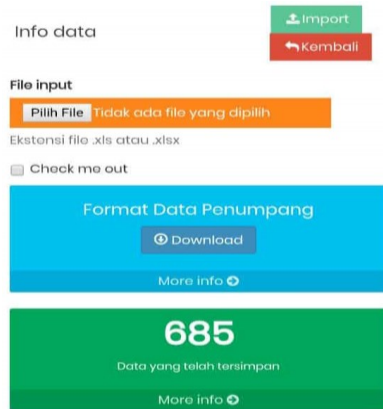 Info data
Import
Kembali
File input
Pilih File Tidak ada file yang dipilih
Ekstensi file .xls atau .xlsx
Check me out
Format Data Penumpang
Download
More info
685
Data yang telah tersimpan
More info